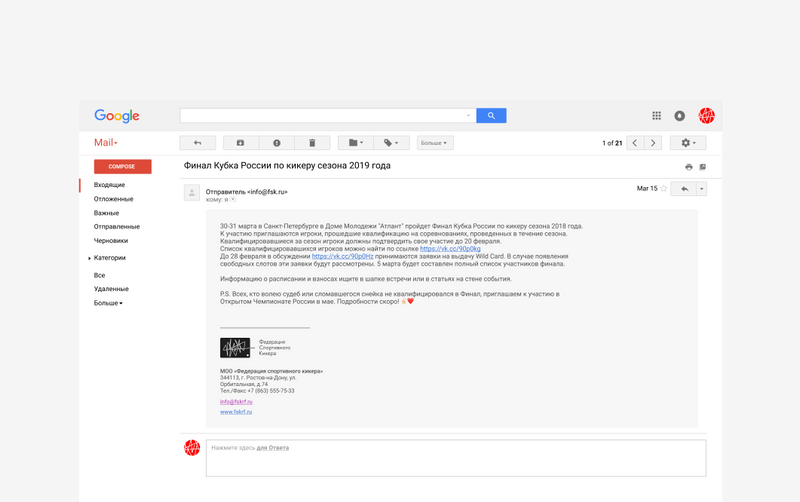 Google
Mail
Больше
1 of 21
COMPOSE
Финал Кубка России по кикеру сезона 2019 года
Входящие
Отправитель <info@fsk.ru>
Mar 15
кому: я
Отложенные
Важные
Отправленные
Черновики
Категории
Все
Удаленные
Больше
30-31 марта в Санкт-Петербурге в Доме Молодежи "Атлант" пройдет Финал Кубка России по кикеру сезона 2018 года.
К участию приглашаются игроки, прошедшие квалификацию на соревнованиях, проведенных в течение сезона.
Квалифицировавшиеся за сезон игроки должны подтвердить свое участие до 20 февраля.
Список квалифицировавшихся игроков можно найти по ссылке https://vk.cc/90p0kg
До 28 февраля в обсуждении https://vk.cc/90p0Hz принимаются заявки на выдачу Wild Card. В случае появления
свободных слотов эти заявки будут рассмотрены. 5 марта будет составлен полный список участников финала.
Информацию о расписании и взносах ищите в шапке встречи или в статьях на стене события.
P.S. Всех, кто волею судеб или сломавшегося снейка не квалифицировался в Финал, приглашаем к участию в
Открытом Чемпионате России в мае. Подробности скоро!
Федерация
Спортивного
Кикера
МОО «Федерация спортивного кикера»
344113, г. Ростов-на-Дону, ул.
Орбитальная, д.74
Тел./Факс +7 (863) 555-75-33
info@fskrf.ru
www.fskrf.ru
Нажмите здесь для Ответа